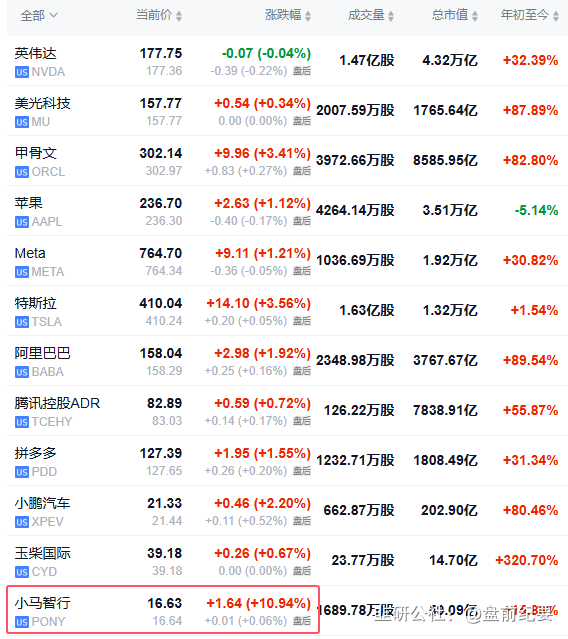 全部 当前价 涨跌幅 成交量 总市值 年初至今
英伟达 177.75 -0.07 (-0.04%) 1.47亿股 4.32万亿 +32.39%
US NVDA 177.36 -0.39 (-0.22%) 盘后
美光科技 157.77 +0.54 (+0.34%) 2007.59万股 1765.64亿 +87.89%
US MU 157.77 0.00 (0.00%) 盘后
甲骨文 302.14 +9.96 (+3.41%) 3972.66万股 8585.95亿 +82.80%
US ORCL 302.97 +0.83 (+0.27%) 盘后
苹果 236.70 +2.63 (+1.12%) 4264.14万股 3.51万亿 -5.14%
US AAPL 236.30 -0.40 (-0.17%) 盘后
Meta 764.70 +9.11 (+1.21%) 1036.69万股 1.92万亿 +30.82%
US META 764.34 -0.36 (-0.05%) 盘后
特斯拉 410.04 +14.10 (+3.56%) 1.63亿股 1.32万亿 +1.54%
US TSLA 410.24 +0.20 (+0.05%) 盘后
阿里巴巴 158.04 +2.98 (+1.92%) 2348.98万股 3767.67亿 +89.54%
US BABA 158.29 +0.25 (+0.16%) 盘后
腾讯控股ADR 82.89 +0.59 (+0.72%) 126.22万股 7838.91亿 +55.87%
US TCEHY 83.03 +0.14 (+0.17%) 盘后
拼多多 127.39 +1.95 (+1.55%) 1232.71万股 1808.49亿 +31.34%
US PDD 127.65 +0.26 (+0.20%) 盘后
小鹏汽车 21.33 +0.46 (+2.20%) 662.87万股 202.90亿 +80.46%
US XPEV 21.44 +0.11 (+0.52%) 盘后
玉柴国际 39.18 +0.26 (+0.67%) 23.77万股 14.70亿 +320.70%
US CYD 39.18 0.00 (0.00%) 盘后
小马智行 16.63 +1.64 (+10.94%) 1689.78万股
US PONY 16.64 +0.01 (+0.06%) 盘后
韭研公社：@盘前纪要